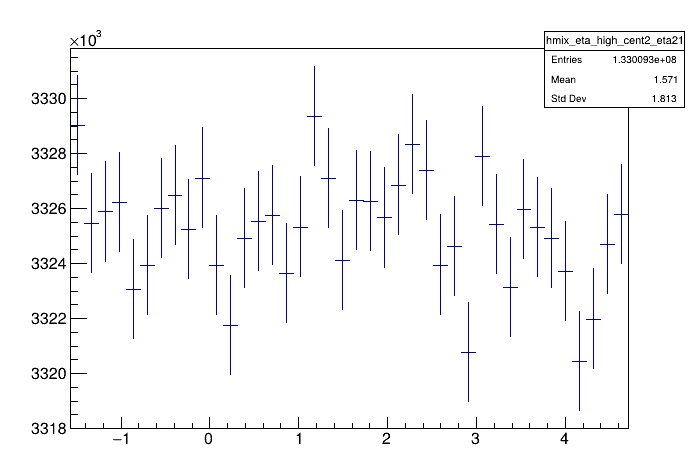 ×10³
hmix_eta_high_cent2_eta21
Entries 1.330093e+08
Mean 1.571
Std Dev 1.813
3330
3328
3326
3324
3322
3320
3318
−1 0 1 2 3 4